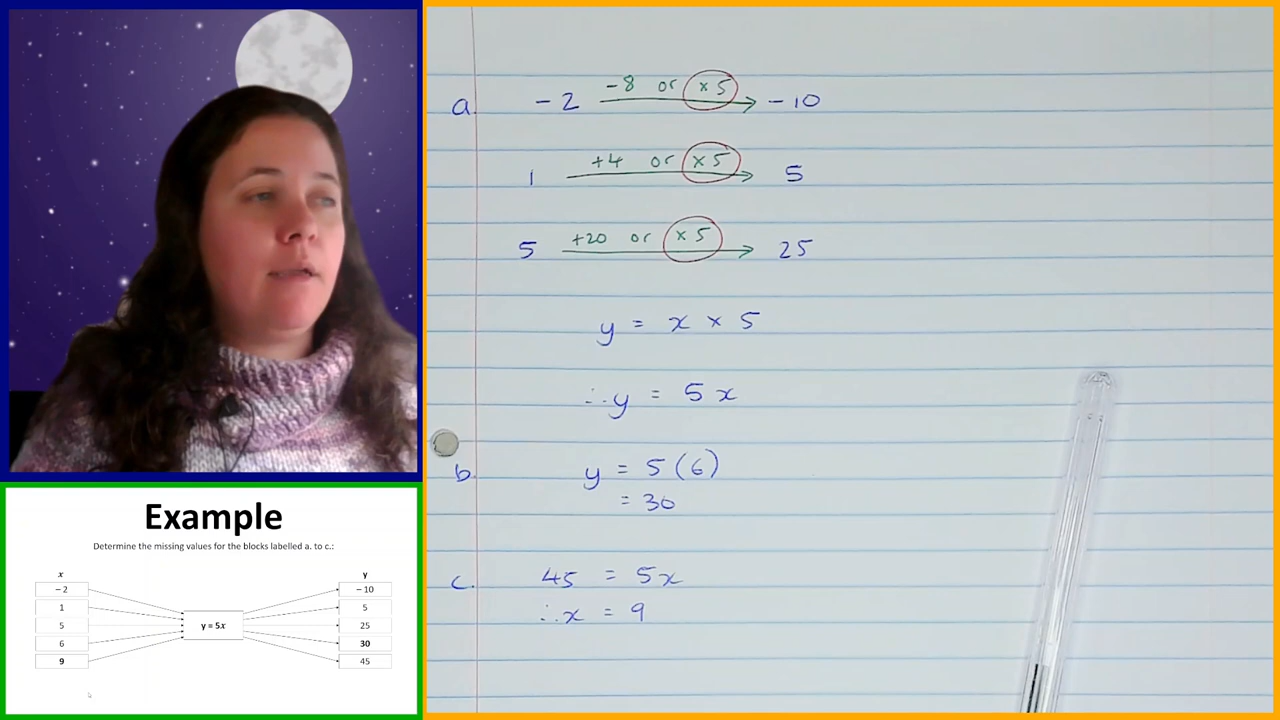 a. - 2 - 8 or × 5 - 10
1 + 4 or × 5 5
5 + 20 or × 5 25
y = x × 5
∴ y = 5 x
b. y = 5 ( 6 )
= 30
c. 45 = 5x
∴ x = 9
Example
Determine the missing values for the blocks labelled a. to c.:
x y
– 2 – 10
1 5
5 y = 5x 25
6 30
9 45